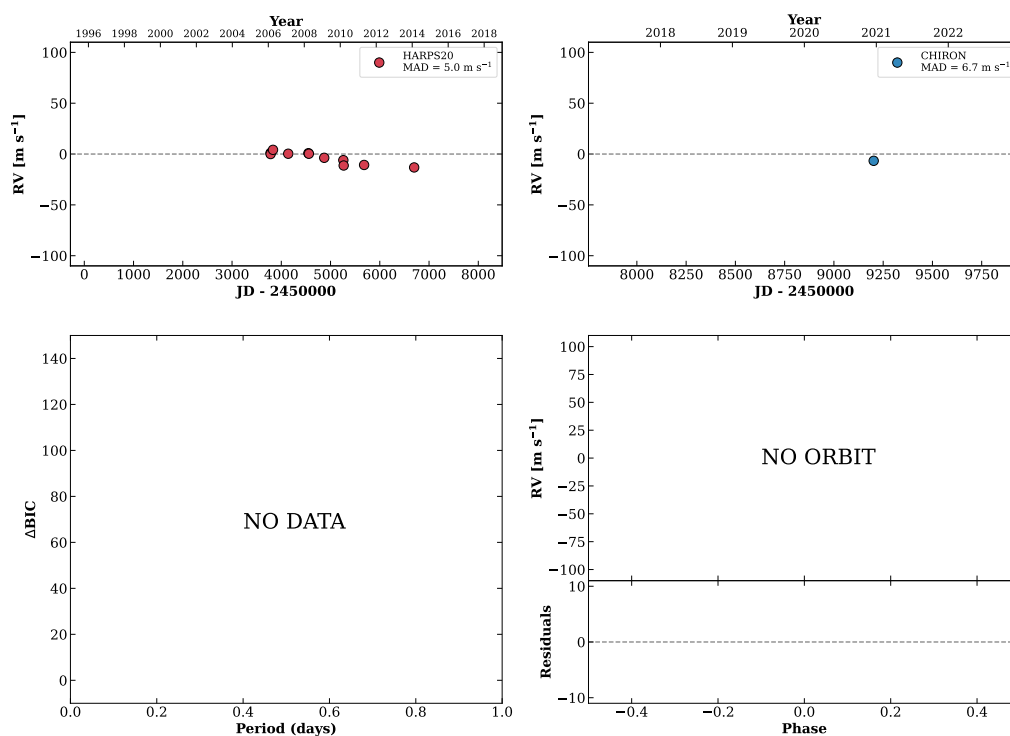 Year
1996 1998 2000 2002 2004 2006 2008 2010 2012 2014 2016 2018
HARPS20
MAD = 5.0 m s⁻¹
RV [m s⁻¹]
100
50
0
−50
−100
0 1000 2000 3000 4000 5000 6000 7000 8000
JD - 2450000
Year
2018 2019 2020 2021 2022
CHIRON
MAD = 6.7 m s⁻¹
RV [m s⁻¹]
100
50
0
−50
−100
8000 8250 8500 8750 9000 9250 9500 9750
JD - 2450000
ΔBIC
140
120
100
80
60
40
20
0
NO DATA
0.0 0.2 0.4 0.6 0.8 1.0
Period (days)
RV [m s⁻¹]
100
75
50
25
0
−25
−50
−75
−100
NO ORBIT
Residuals
10
0
−10
−0.4 −0.2 0.0 0.2 0.4
Phase